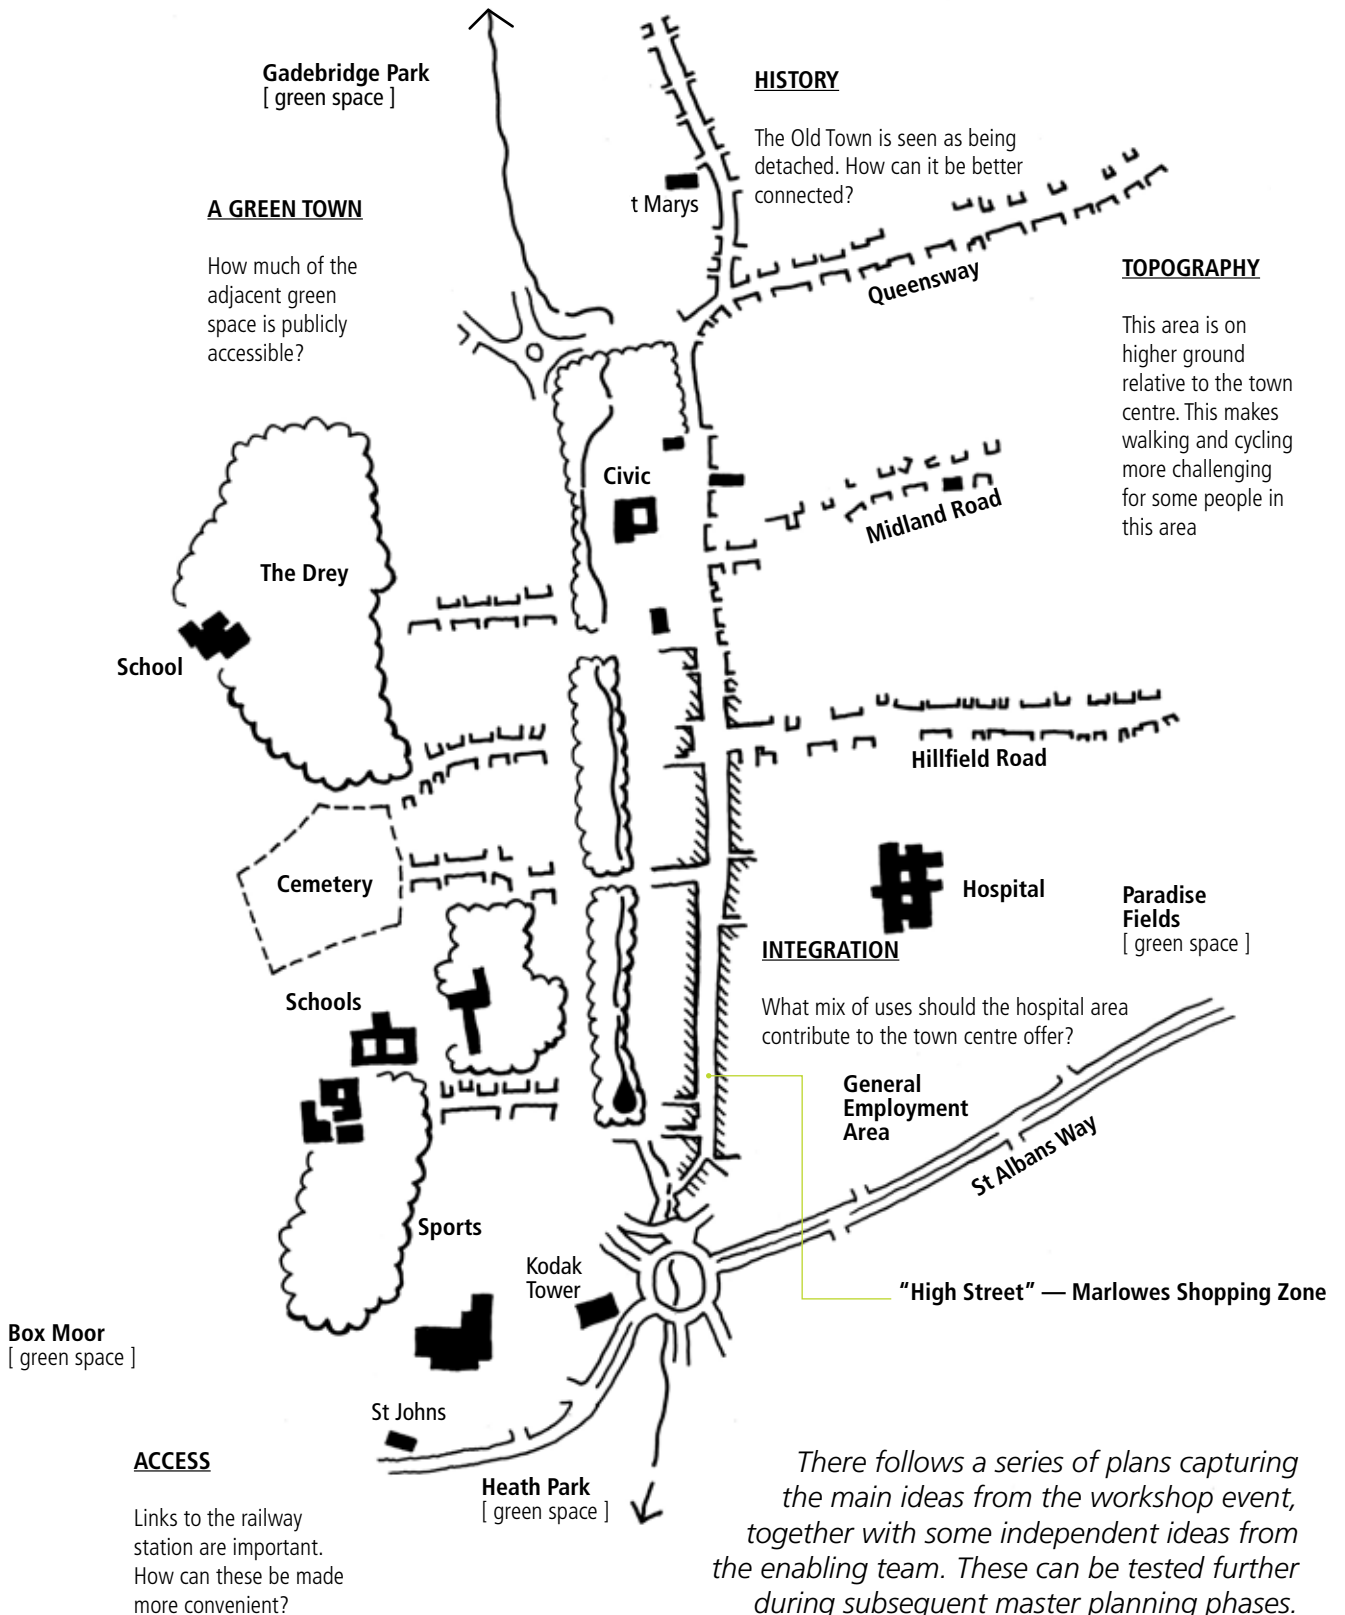 Gadebridge Park
[ green space ]
HISTORY
The Old Town is seen as being
detached. How can it be better
connected?
t Marys
A GREEN TOWN
How much of the
adjacent green
space is publicly
accessible?
Queensway
TOPOGRAPHY
This area is on
higher ground
relative to the town
centre. This makes
walking and cycling
more challenging
for some people in
this area
Civic
Midland Road
The Drey
School
Hillfield Road
Cemetery
Hospital
Paradise
Fields
[ green space ]
INTEGRATION
What mix of uses should the hospital area
contribute to the town centre offer?
Schools
General
Employment
Area
St Albans Way
Sports
Kodak
Tower
“High Street” — Marlowes Shopping Zone
Box Moor
[ green space ]
St Johns
ACCESS
Links to the railway
station are important.
How can these be made
more convenient?
Heath Park
[ green space ]
There follows a series of plans capturing
the main ideas from the workshop event,
together with some independent ideas from
the enabling team. These can be tested further
during subsequent master planning phases.